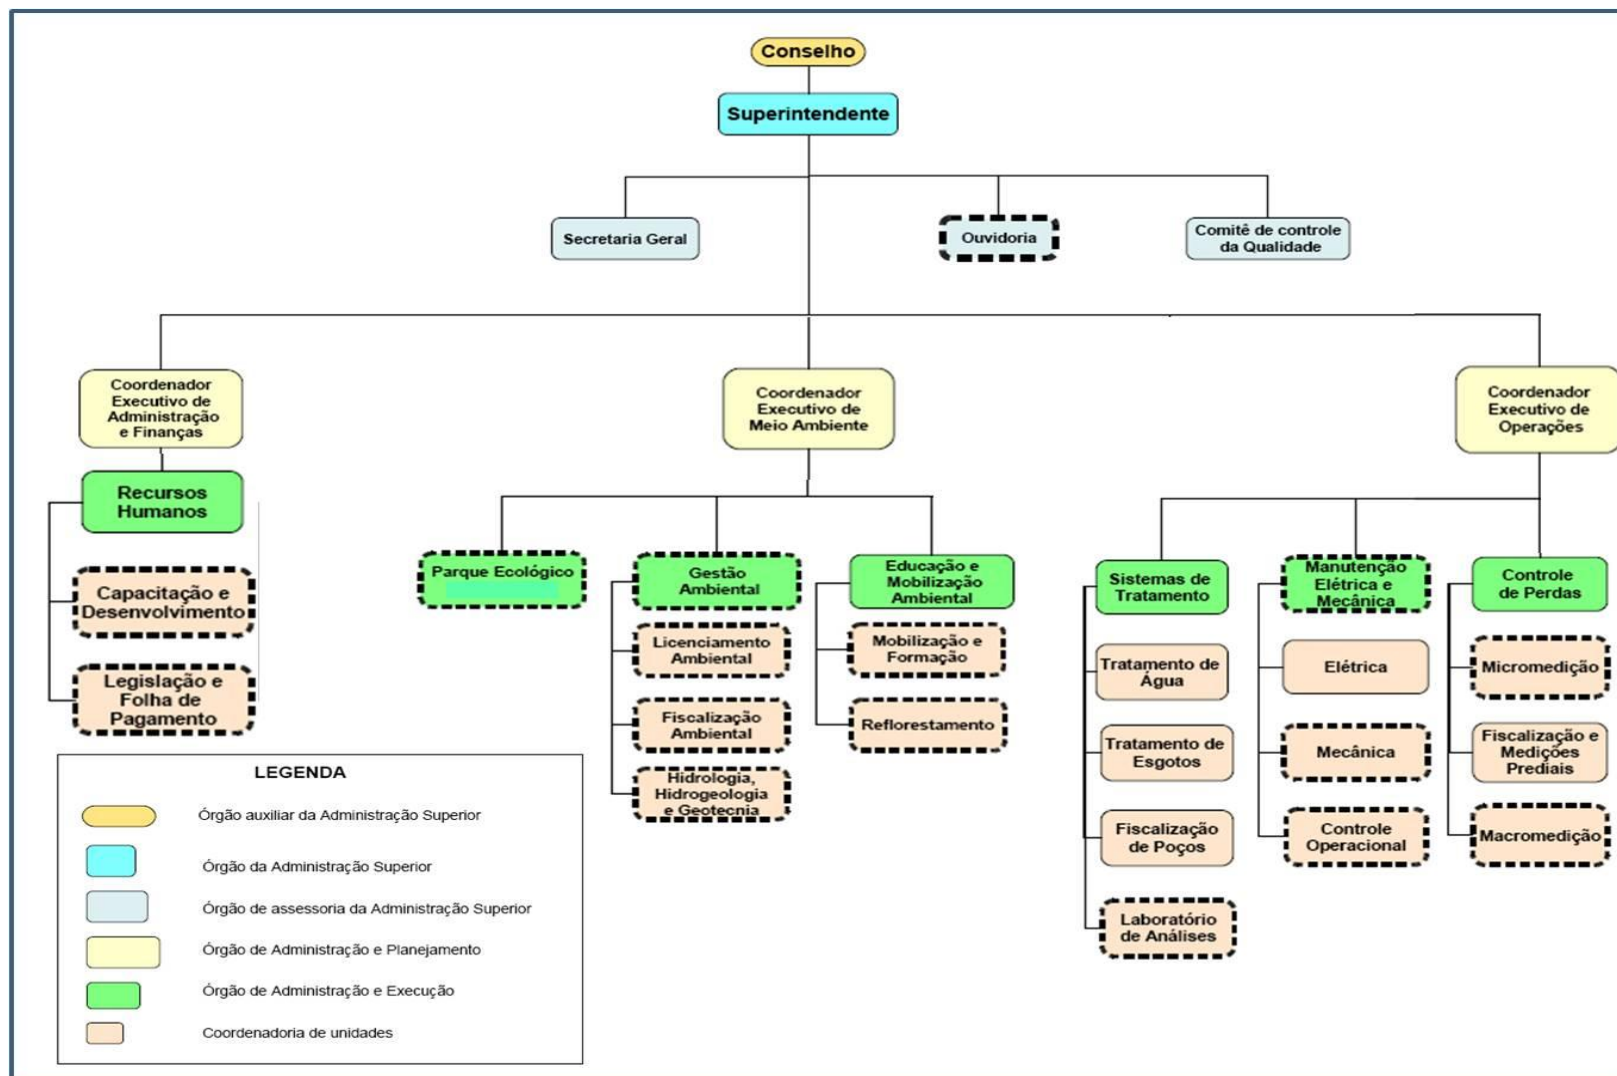 Conselho
Superintendente
Secretaria Geral
Ouvidoria
Comitê de controle
da Qualidade
Coordenador
Executivo de
Administração
e Finanças
Coordenador
Executivo de
Meio Ambiente
Coordenador
Executivo de
Operações
Recursos
Humanos
Capacitação e
Desenvolvimento
Legislação e
Folha de
Pagamento
Parque Ecológico
Gestão
Ambiental
Licenciamento
Ambiental
Fiscalização
Ambiental
Hidrologia,
Hidrogeologia
e Geotecnia
Educação e
Mobilização
Ambiental
Mobilização e
Formação
Reflorestamento
Sistemas de
Tratamento
Tratamento de
Água
Tratamento de
Esgotos
Fiscalização
de Poços
Laboratório
de Análises
Manutenção
Elétrica e
Mecânica
Elétrica
Mecânica
Controle
Operacional
Controle
de Perdas
Micromedição
Fiscalização e
Medições
Prediais
Macromedição
LEGENDA
Órgão auxiliar da Administração Superior
Órgão da Administração Superior
Órgão de assessoria da Administração Superior
Órgão de Administração e Planejamento
Órgão de Administração e Execução
Coordenadoria de unidades